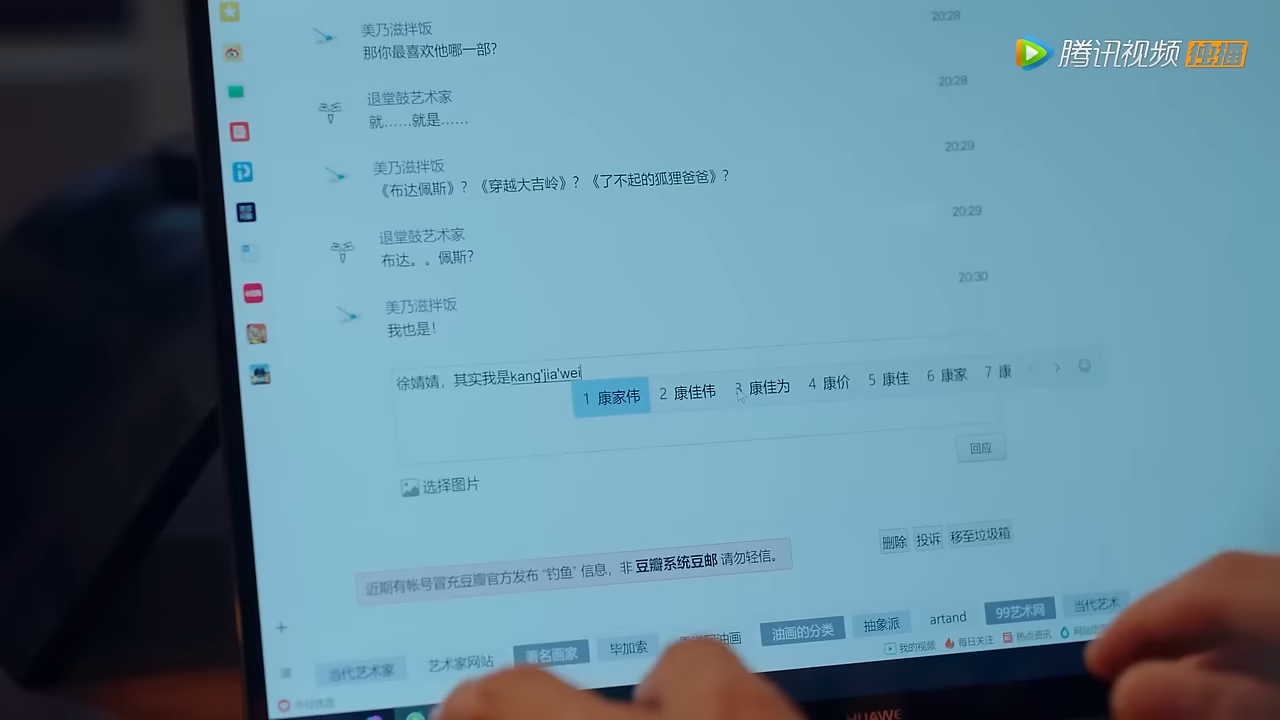 腾讯视频 独播
20:28
美乃滋拌饭
那你最喜欢他哪一部?
20:28
退堂鼓艺术家
就……就是……
20:29
美乃滋拌饭
《布达佩斯》?《穿越大吉岭》?《了不起的狐狸爸爸》?
20:29
退堂鼓艺术家
布达。。佩斯?
20:30
美乃滋拌饭
我也是!
徐婧婧，其实我是kang'jia'wei
1 康家伟 2 康佳伟 3 康佳为 4 康价 5 康佳 6 康家 7 康
回应
选择图片
删除 投诉 移至垃圾箱
近期有帐号冒充豆瓣官方发布“钓鱼”信息，非 豆瓣系统豆邮 请勿轻信。
当代艺术家 艺术家网站 著名画家 毕加索 油画 油画的分类 抽象派 artand 99艺术网 当代艺术
我的视频 每日关注 热点资讯
HUAWE